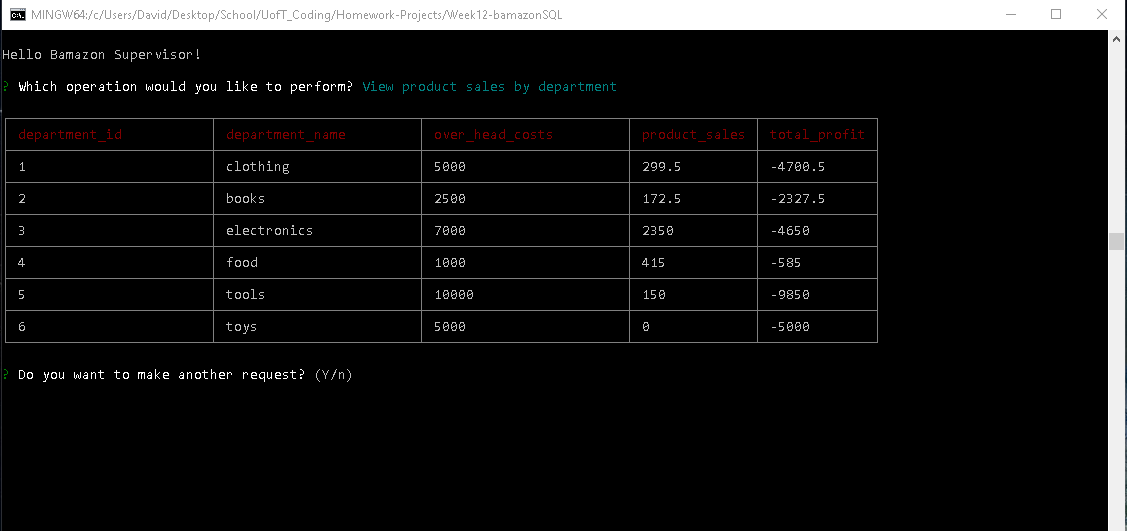 MINGW64:/c/Users/David/Desktop/School/UofT_Coding/Homework-Projects/Week12-bamazonSQL
Hello Bamazon Supervisor!
? Which operation would you like to perform? View product sales by department
department_id department_name over_head_costs product_sales total_profit
1 clothing 5000 299.5 -4700.5
2 books 2500 172.5 -2327.5
3 electronics 7000 2350 -4650
4 food 1000 415 -585
5 tools 10000 150 -9850
6 toys 5000 0 -5000
? Do you want to make another request? (Y/n)